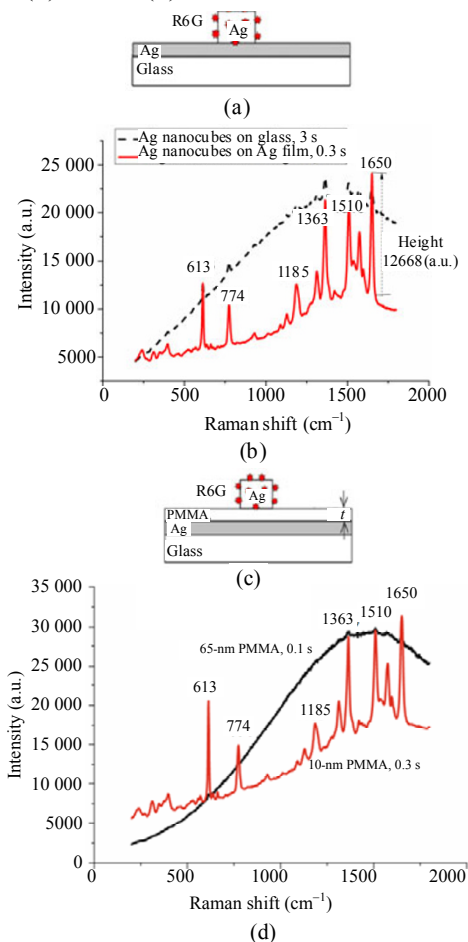 R6G
Ag
Ag
Glass
(a)
Ag nanocubes on glass, 3 s
Ag nanocubes on Ag film, 0.3 s
25 000
20 000
15 000
10 000
5000
Intensity (a.u.)
613
774
1185
1363
1510
1650
Height
12668 (a.u.)
0
500
1000
1500
2000
Raman shift (cm⁻¹)
(b)
R6G
Ag
PMMA
t
Ag
Glass
(c)
35 000
30 000
25 000
20 000
15 000
10 000
5000
0
Intensity (a.u.)
65-nm PMMA, 0.1 s
613
774
1185
1363
1510
1650
10-nm PMMA, 0.3 s
0
500
1000
1500
2000
Raman shift (cm⁻¹)
(d)